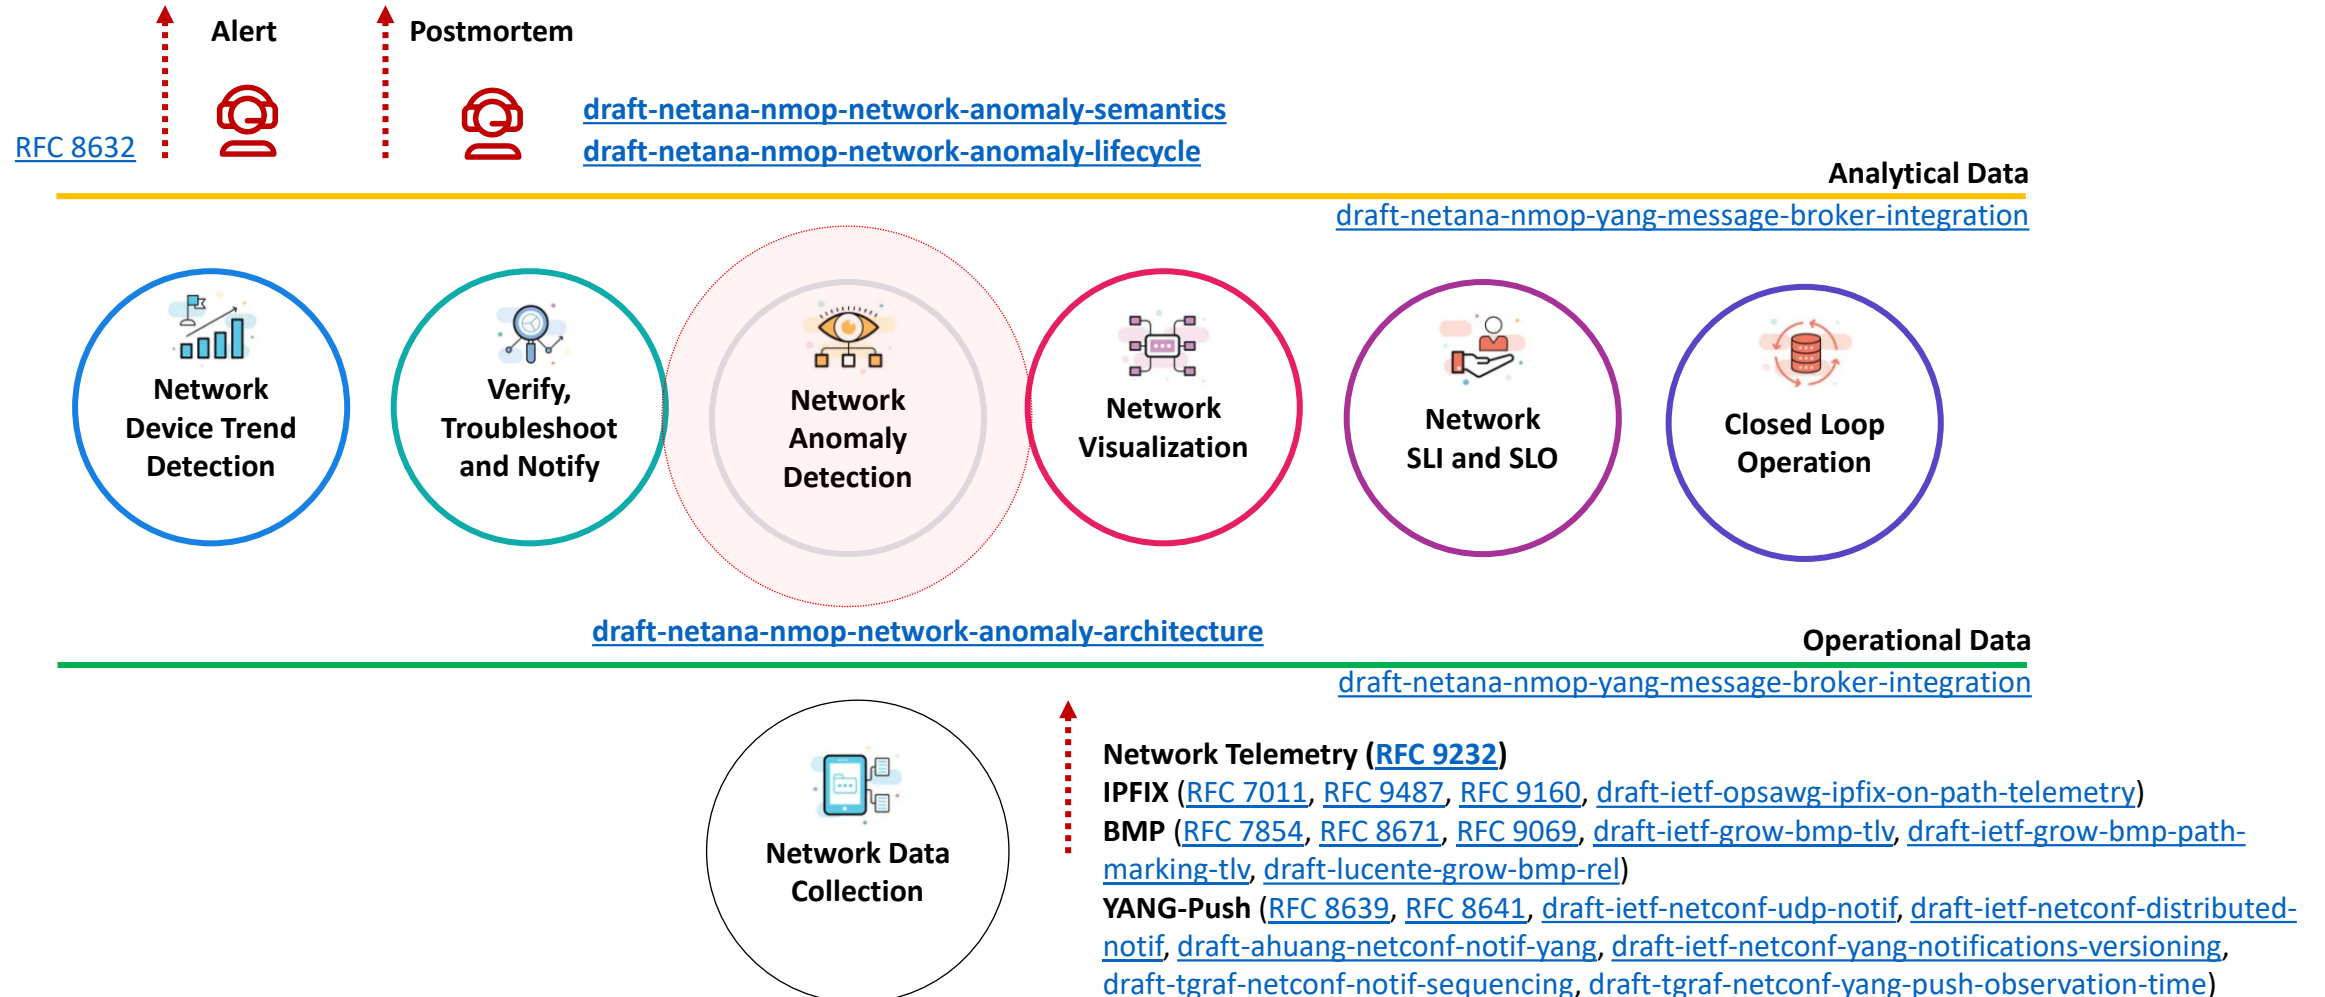 Alert
Postmortem
RFC 8632
draft-netana-nmop-network-anomaly-semantics
draft-netana-nmop-network-anomaly-lifecycle
Analytical Data
draft-netana-nmop-yang-message-broker-integration
Network
Device Trend
Detection
Verify,
Troubleshoot
and Notify
Network
Anomaly
Detection
Network
Visualization
Network
SLI and SLO
Closed Loop
Operation
draft-netana-nmop-network-anomaly-architecture
Operational Data
draft-netana-nmop-yang-message-broker-integration
Network Data
Collection
Network Telemetry (RFC 9232)
IPFIX (RFC 7011, RFC 9487, RFC 9160, draft-ietf-opsawg-ipfix-on-path-telemetry)
BMP (RFC 7854, RFC 8671, RFC 9069, draft-ietf-grow-bmp-tlv, draft-ietf-grow-bmp-path-
marking-tlv, draft-lucente-grow-bmp-rel)
YANG-Push (RFC 8639, RFC 8641, draft-ietf-netconf-udp-notif, draft-ietf-netconf-distributed-
notif, draft-ahuang-netconf-notif-yang, draft-ietf-netconf-yang-notifications-versioning,
draft-tgraf-netconf-notif-sequencing, draft-tgraf-netconf-yang-push-observation-time)